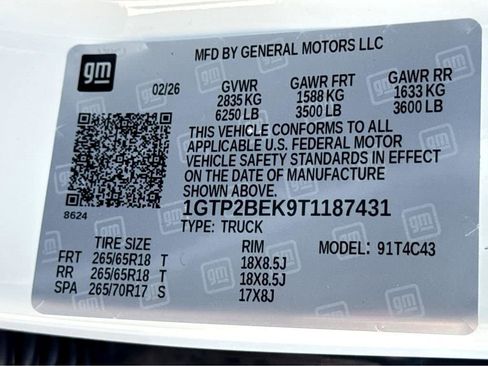 gm
MFD BY GENERAL MOTORS LLC
02/26 GVWR GAWR FRT GAWR RR
2835 KG 1588 KG 1633 KG
6250 LB 3500 LB 3600 LB
THIS VEHICLE CONFORMS TO ALL
APPLICABLE U.S. FEDERAL MOTOR
VEHICLE SAFETY STANDARDS IN EFFECT
ON THE DATE OF MANUFACTURE
SHOWN ABOVE.
8624
1GTP2BEK9T1187431
TYPE: TRUCK
TIRE SIZE RIM MODEL: 91T4C43
FRT 265/65R18 T 18X8.5J
RR 265/65R18 T 18X8.5J
SPA 265/70R17 S 17X8J